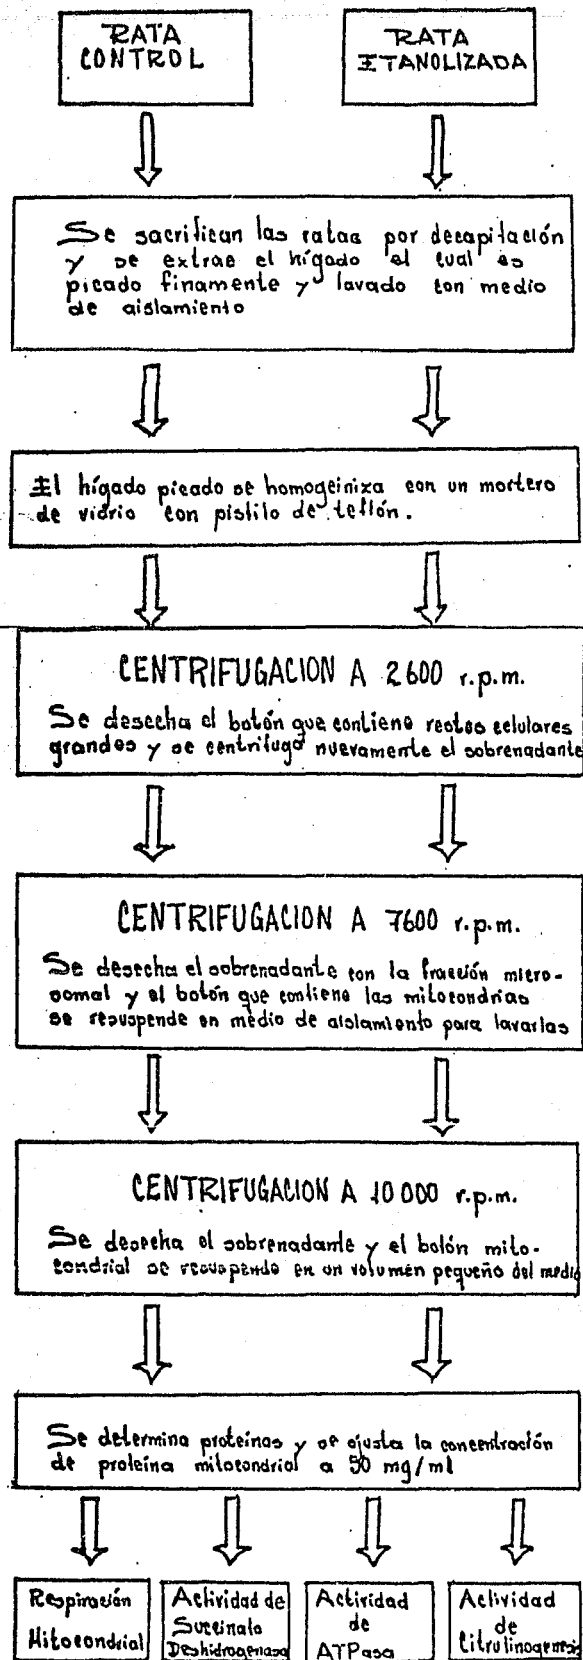 RATA
CONTROL
RATA
ETANOLIZADA
Se sacrifican las ratas por decapitación
y se extrae el hígado el cual es
picado finamente y lavado con medio
de aislamiento
El hígado picado se homogeiniza con un mortero
de vidrio con pistilo de teflón.
CENTRIFUGACION A 2600 r.p.m.
Se desecha el botón que contiene restos celulares
grandes y se centrifuga nuevamente el sobrenadante
CENTRIFUGACION A 7600 r.p.m.
Se desecha el sobrenadante con la fracción micro-
somal y el botón que contiene las mitocondrias
se resuspende en medio de aislamiento para lavarlas
CENTRIFUGACION A 10 000 r.p.m.
Se desecha el sobrenadante y el botón mito-
condrial se resuspende en un volumen pequeño del medio
Se determina proteínas y se ajusta la concentración
de proteína mitocondrial a 50 mg/ml
Respiración
Mitocondrial
Actividad de
Succinato
Deshidrogenasa
Actividad
de
ATPasa
Actividad
de
Citrulinogenesis